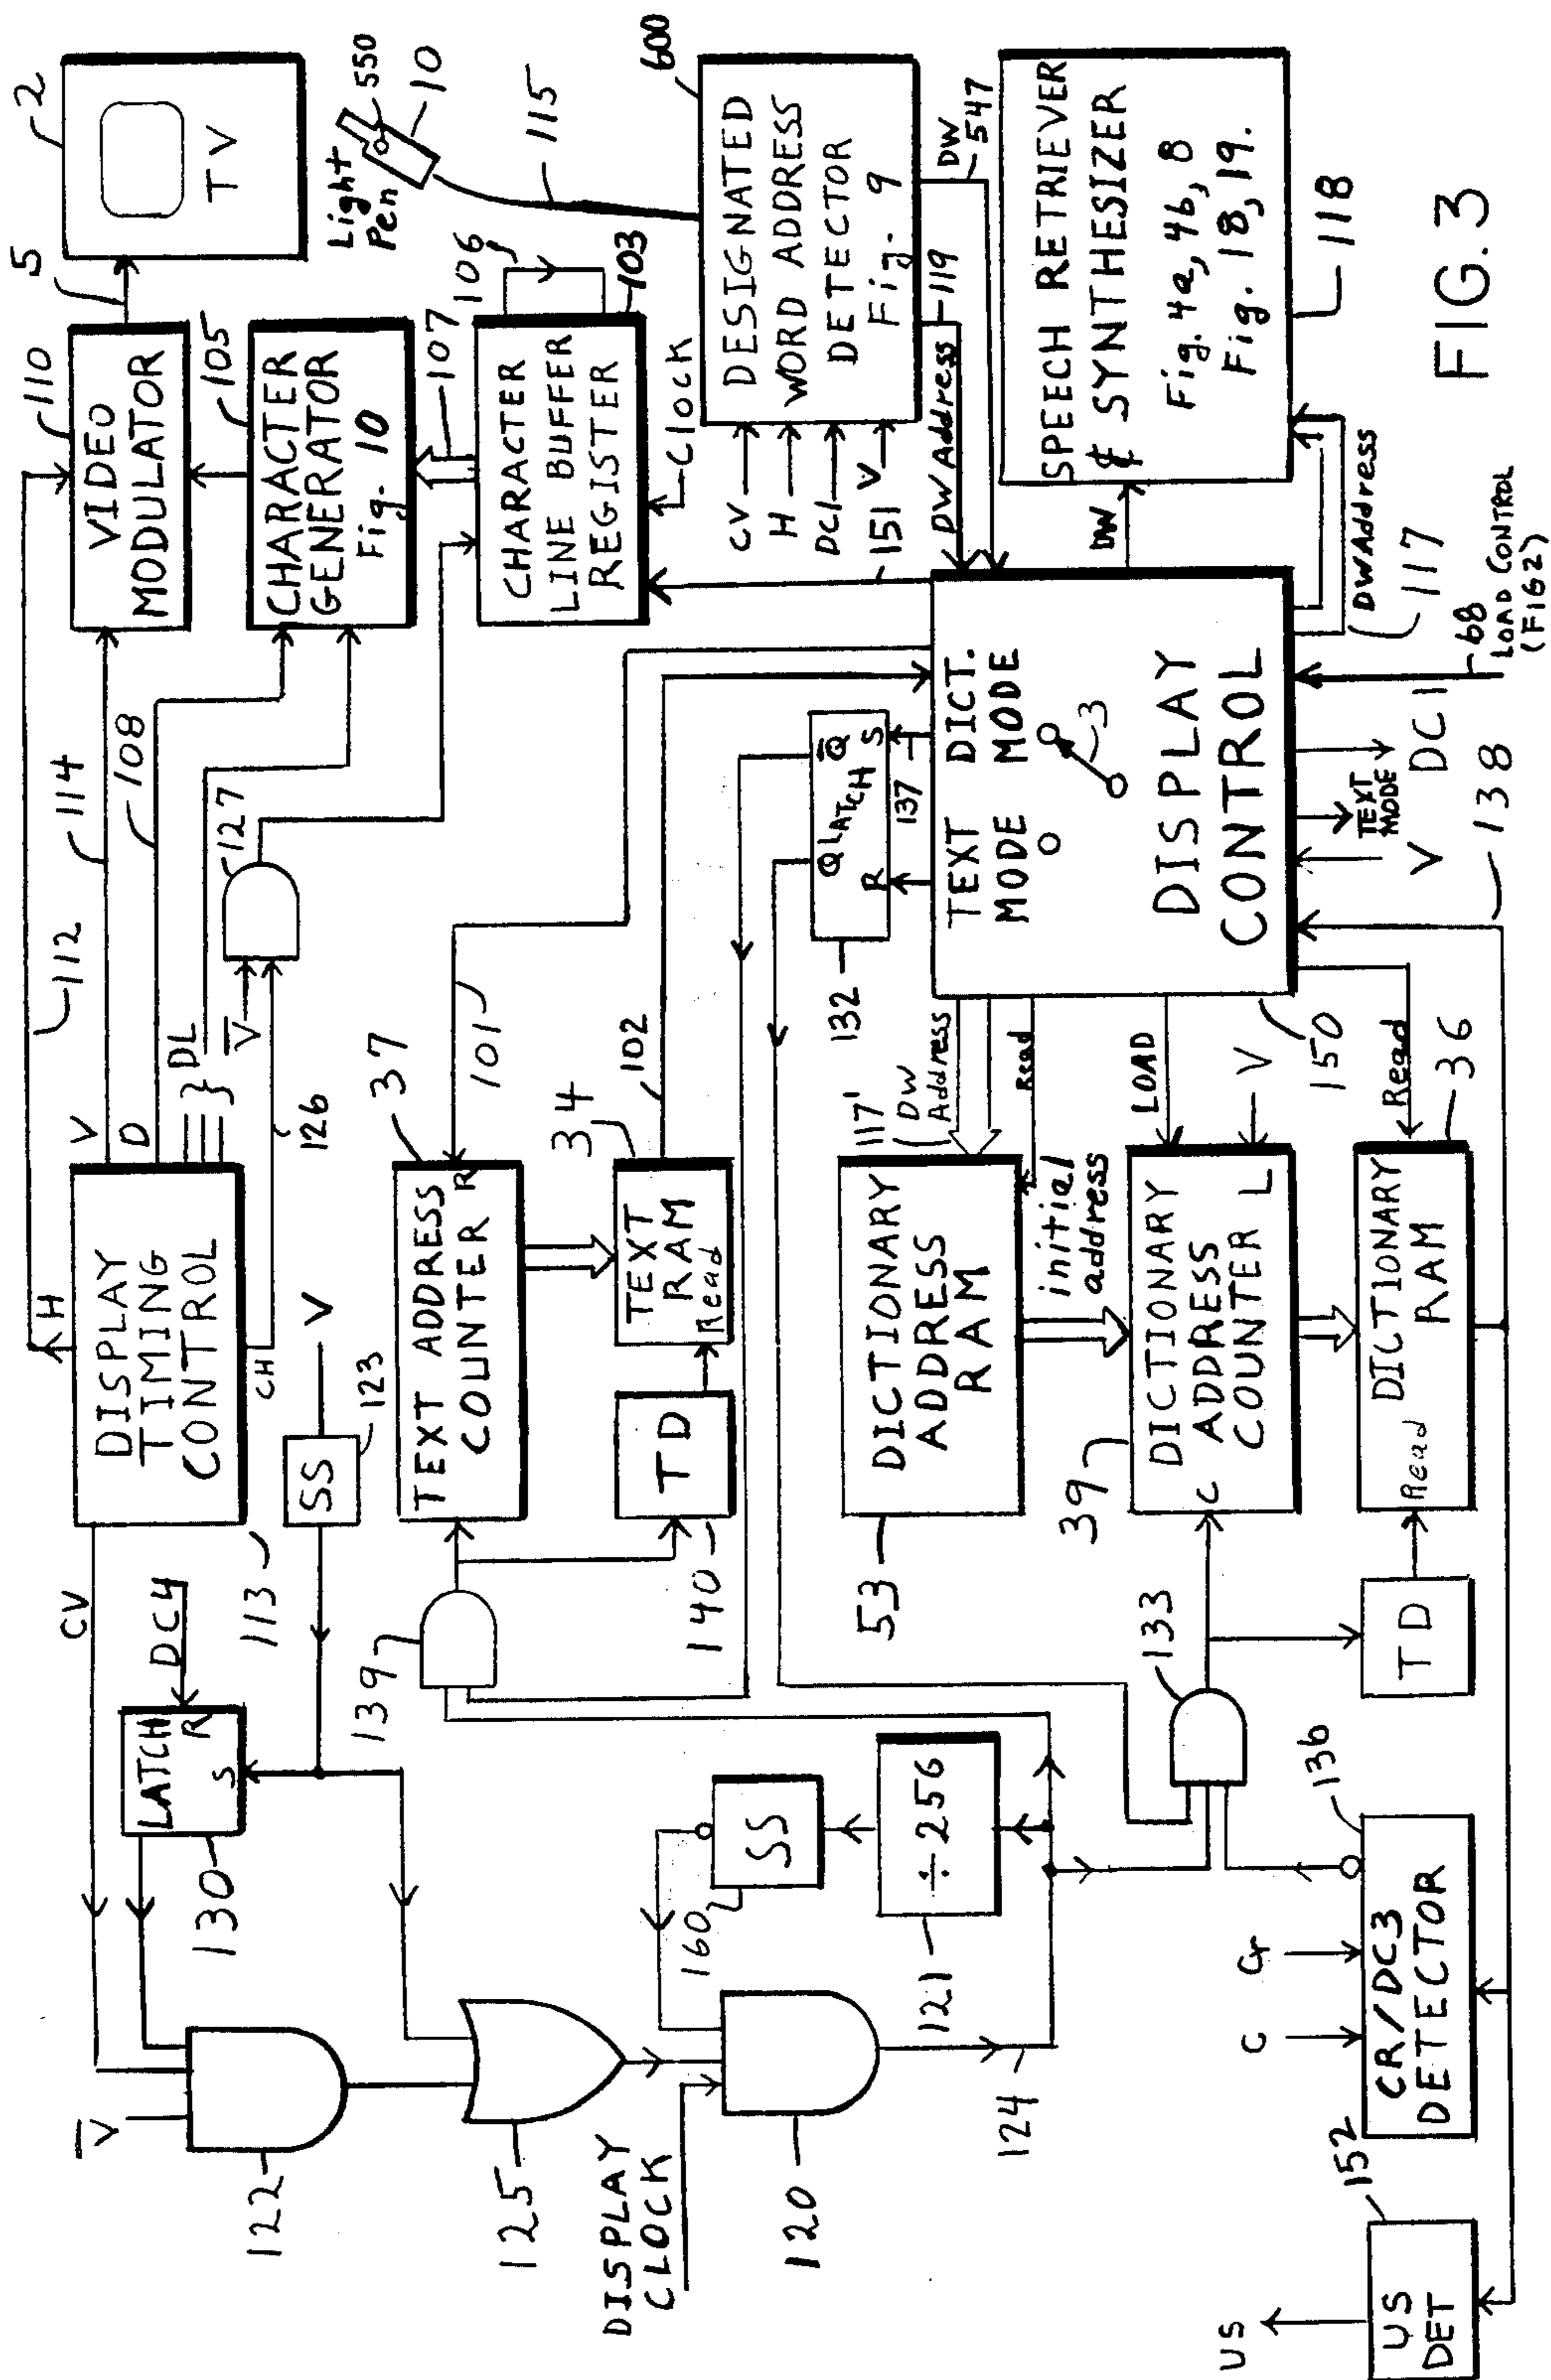 2
TV
5
110
VIDEO
MODULATOR
105
CHARACTER
GENERATOR
Fig. 10
107
106
103
CHARACTER
LINE BUFFER
REGISTER
Clock
Light
Pen
550
10
115
600
DESIGNATED
WORD ADDRESS
DETECTOR
Fig. 9
CV
H
DC1
V
151
DW Address
119
DW
547
SPEECH RETRIEVER
& SYNTHESIZER
Fig. 4a, 4b, 8
Fig. 18, 19.
118
DW
DW Address
117
68
LOAD CONTROL
(FIG 2)
FIG. 3
112
114
108
127
V
D
DL
V̅
126
H
DISPLAY
TIMING
CONTROL
CH
CV
113
V
SS
123
DC4
LATCH
R
S
130
V̅
122
125
DISPLAY
CLOCK
120
124
160
SS
÷256
121
139
TEXT ADDRESS
COUNTER R
37
101
34
TEXT
RAM
Read
102
TD
140
132
Q LATCH Q̅
R
S
137
TEXT
MODE
DICT.
MODE
3
DISPLAY
CONTROL
150
V
TEXT
MODE
DC1
138
117'
DW
Address
Read
DICTIONARY
ADDRESS
RAM
53
initial
address
LOAD
V
39
DICTIONARY
ADDRESS
COUNTER
C
L
Read
36
DICTIONARY
RAM
Read
TD
133
136
G
Cr
CR/DC3
DETECTOR
152
US
US
DET